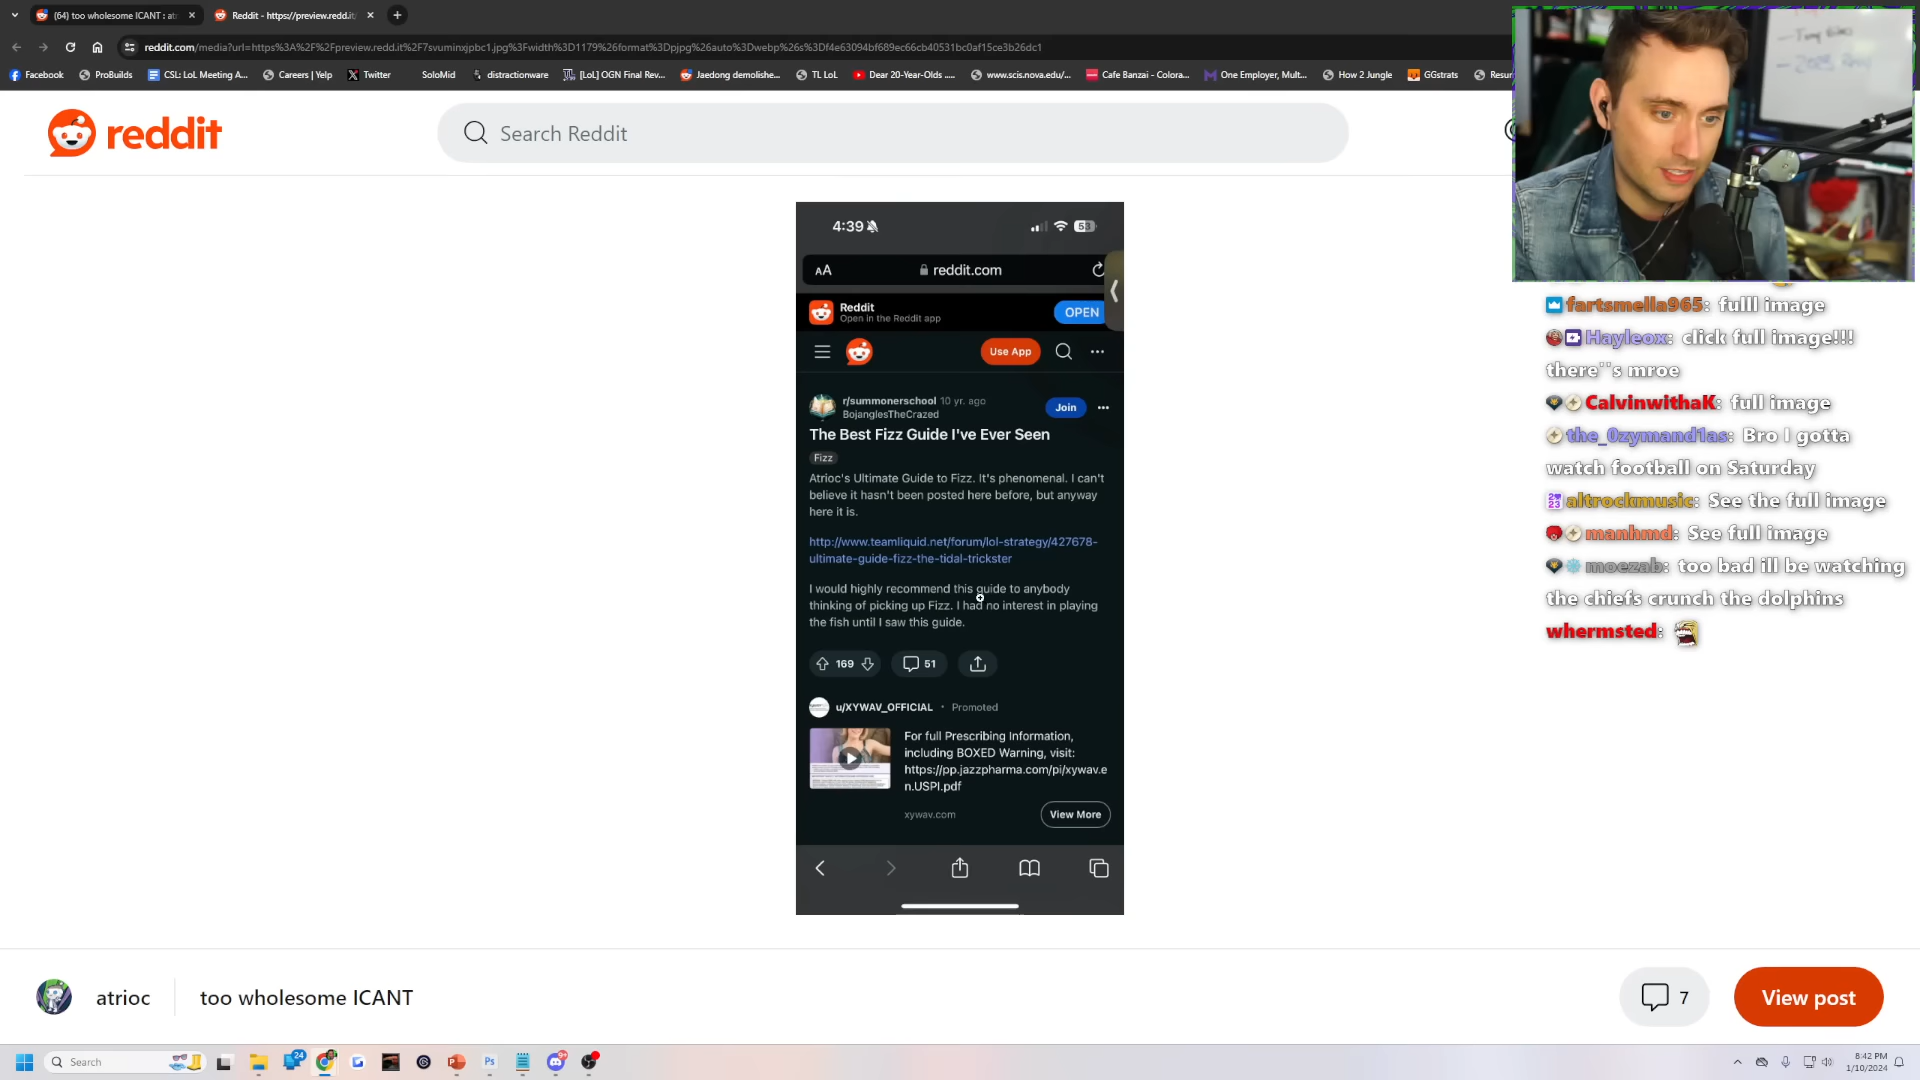 (64) too wholesome ICANT : at
Reddit - https://preview.redd.it/
reddit.com/media?url=https%3A%2F%2Fpreview.redd.it%2F7svuminxjpbc1.jpg%3Fwidth%3D1179%26format%3Dpjpg%26auto%3Dwebp%26s%3Df4e63094bf689ec66cb40531bc0af15ce3b26dc1
Facebook
ProBuilds
CSL: LoL Meeting A...
Careers | Yelp
Twitter
SoloMid
distractionware
[LoL] OGN Final Rev...
Jaedong demolishe...
TL LoL
Dear 20-Year-Olds .....
www.scis.nova.edu/...
Cafe Banzai - Colora...
One Employer, Mult...
How 2 Jungle
GGstrats
Resur
reddit
Search Reddit
4:39
53
AA
reddit.com
Reddit
Open in the Reddit app
OPEN
Use App
r/summonerschool 10 yr. ago
BojanglesTheCrazed
Join
The Best Fizz Guide I've Ever Seen
Fizz
Atrioc's Ultimate Guide to Fizz. It's phenomenal. I can't
believe it hasn't been posted here before, but anyway
here it is.
http://www.teamliquid.net/forum/lol-strategy/427678-
ultimate-guide-fizz-the-tidal-trickster
I would highly recommend this guide to anybody
thinking of picking up Fizz. I had no interest in playing
the fish until I saw this guide.
169
51
u/XYWAV_OFFICIAL • Promoted
For full Prescribing Information,
including BOXED Warning, visit:
https://pp.jazzpharma.com/pi/xywav.e
n.USPI.pdf
xywav.com
View More
fartsmella965: fulll image
Hayleox: click full image!!!
there''s mroe
CalvinwithaK: full image
the_0zymand1as: Bro I gotta
watch football on Saturday
altrockmusic: See the full image
manhmd: See full image
moezab: too bad ill be watching
the chiefs crunch the dolphins
whermsted:
atrioc
too wholesome ICANT
7
View post
Search
24
8:42 PM
1/10/2024